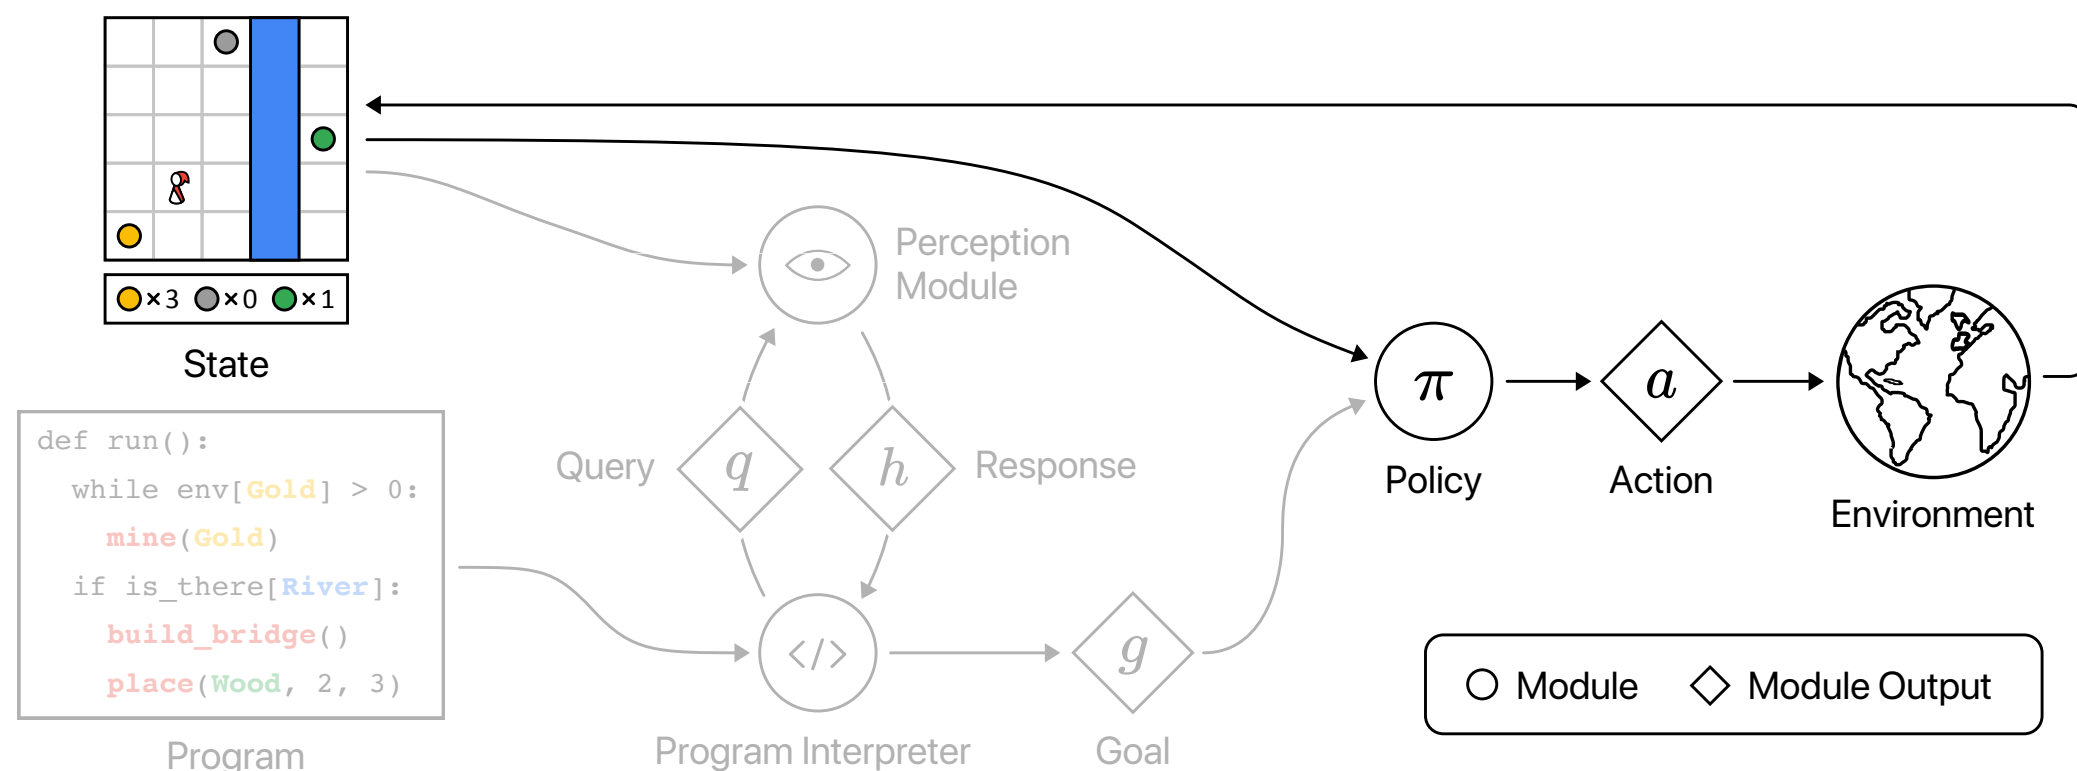 ×3 ×0 ×1
State
def run():
while env[Gold] > 0:
mine(Gold)
if is_there[River]:
build_bridge()
place(Wood, 2, 3)
Program
Perception
Module
Query
q
h
Response
</>
Program Interpreter
g
Goal
π
Policy
a
Action
Environment
Module
Module Output